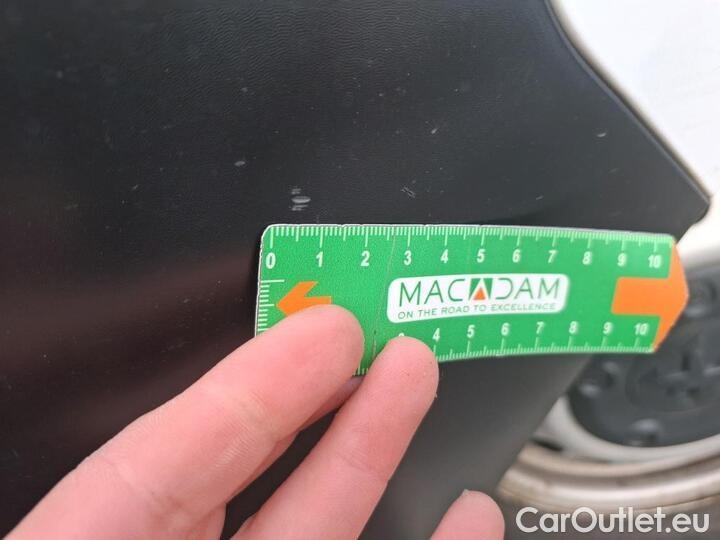 0 1 2 3 4 5 6 7 8 9 10
MACADAM
ON THE ROAD TO EXCELLENCE
3 4 5 6 7 8 9 10
CarOutlet.eu